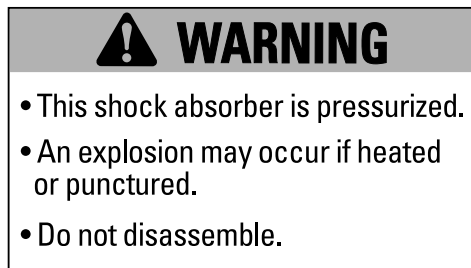 WARNING
• This shock absorber is pressurized.
• An explosion may occur if heated
or punctured.
• Do not disassemble.